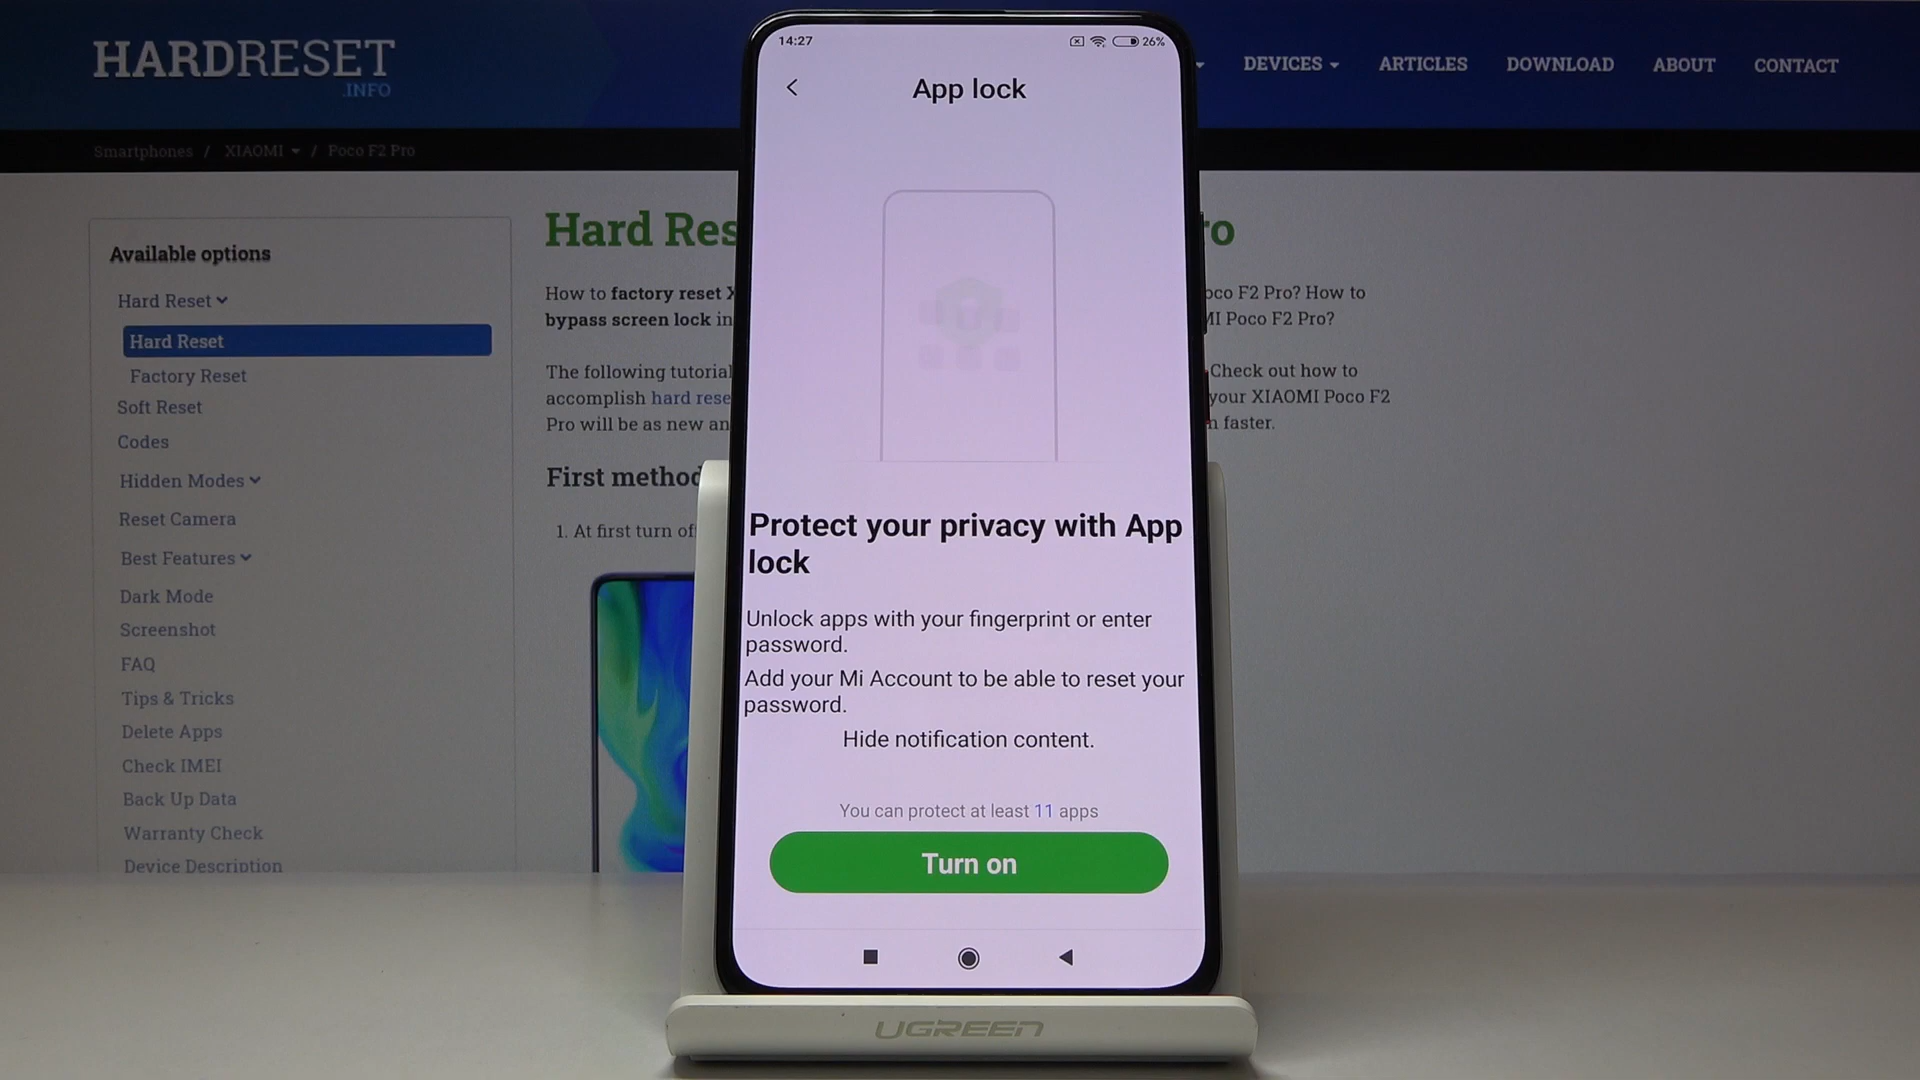 HARDRESET
.INFO
DEVICES
ARTICLES
DOWNLOAD
ABOUT
CONTACT
Smartphones / XIAOMI / Poco F2 Pro
Available options
Hard Reset
Hard Reset
Factory Reset
Soft Reset
Codes
Hidden Modes
Reset Camera
Best Features
Dark Mode
Screenshot
FAQ
Tips & Tricks
Delete Apps
Check IMEI
Back Up Data
Warranty Check
Device Description
Hard Res
ro
How to factory reset X
oco F2 Pro? How to
bypass screen lock in
MI Poco F2 Pro?
The following tutorial
Check out how to
accomplish hard rese
your XIAOMI Poco F2
Pro will be as new an
n faster.
First method
1. At first turn of
14:27
26%
App lock
Protect your privacy with App
lock
Unlock apps with your fingerprint or enter
password.
Add your Mi Account to be able to reset your
password.
Hide notification content.
You can protect at least 11 apps
Turn on
UGREEN